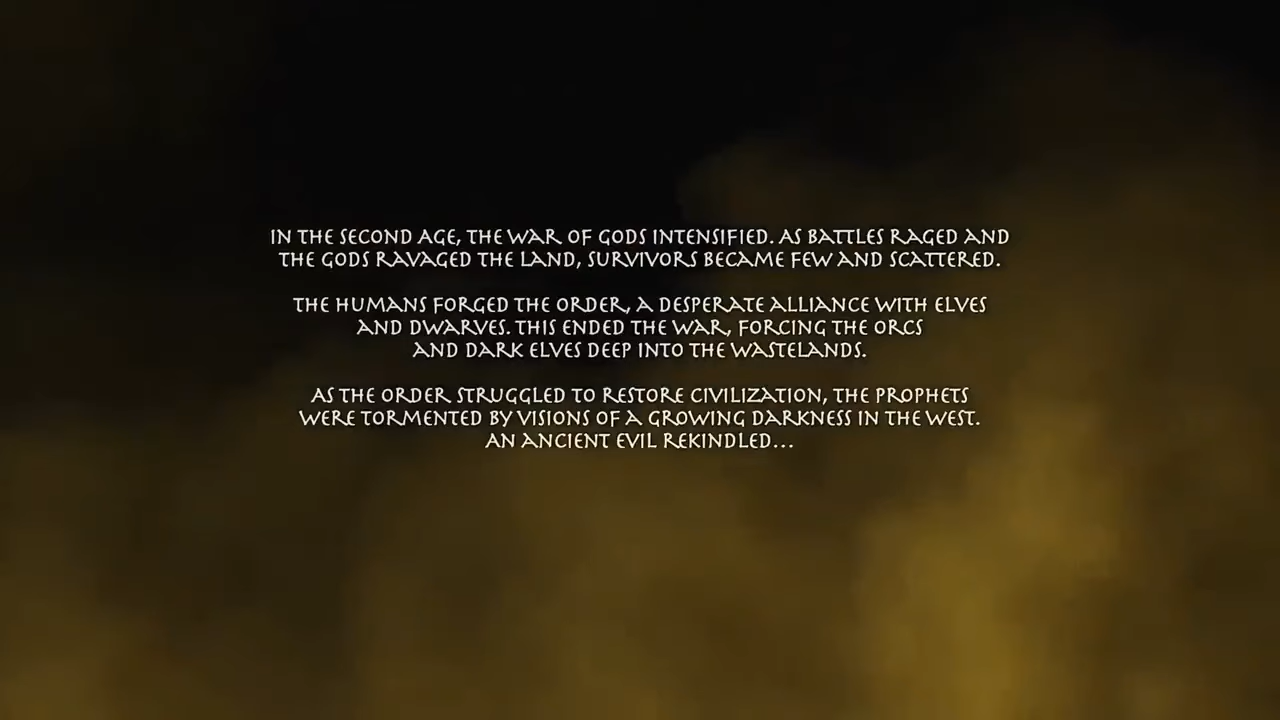 In the Second Age, the War of Gods intensified. As battles raged and
the gods ravaged the land, survivors became few and scattered.
The humans forged the Order, a desperate alliance with elves
and dwarves. This ended the war, forcing the orcs
and dark elves deep into the wastelands.
As the Order struggled to restore civilization, the prophets
were tormented by visions of a growing darkness in the west.
An ancient evil rekindled...